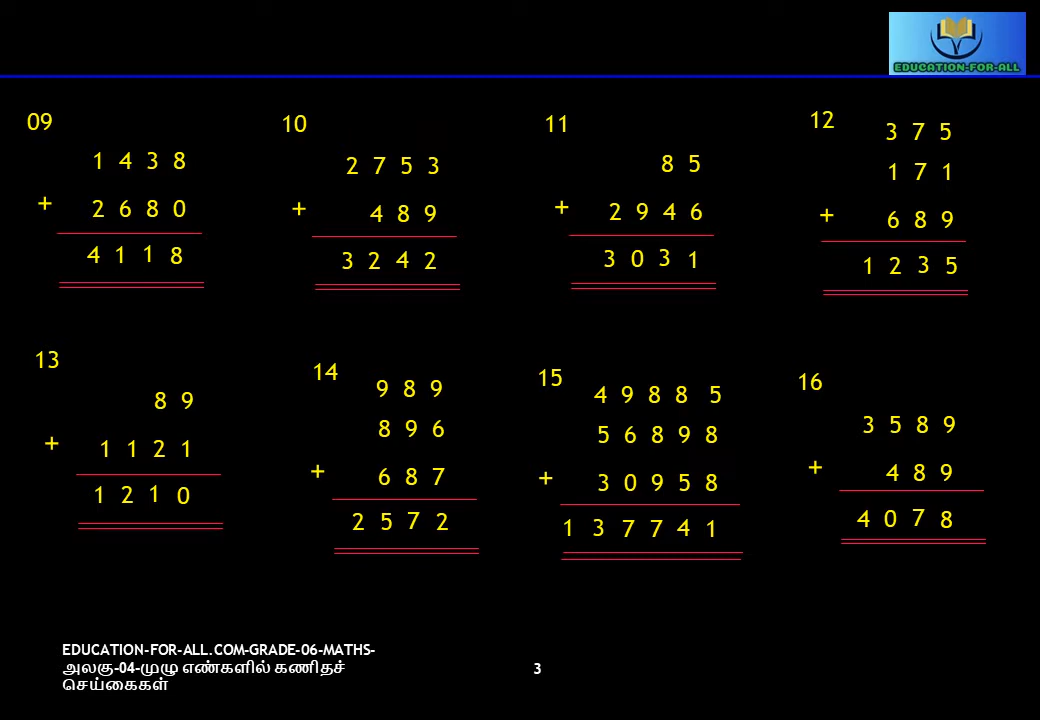 EDUCATION-FOR-ALL
09
1 4 3 8
+ 2 6 8 0
4 1 1 8
10
2 7 5 3
+ 4 8 9
3 2 4 2
11
8 5
+ 2 9 4 6
3 0 3 1
12
3 7 5
1 7 1
+ 6 8 9
1 2 3 5
13
8 9
+ 1 1 2 1
1 2 1 0
14
9 8 9
8 9 6
+ 6 8 7
2 5 7 2
15
4 9 8 8 5
5 6 8 9 8
+ 3 0 9 5 8
1 3 7 7 4 1
16
3 5 8 9
+ 4 8 9
4 0 7 8
EDUCATION-FOR-ALL.COM-GRADE-06-MATHS-
அலகு-04-முழு எண்களில் கணிதச்
செய்கைகள்
3